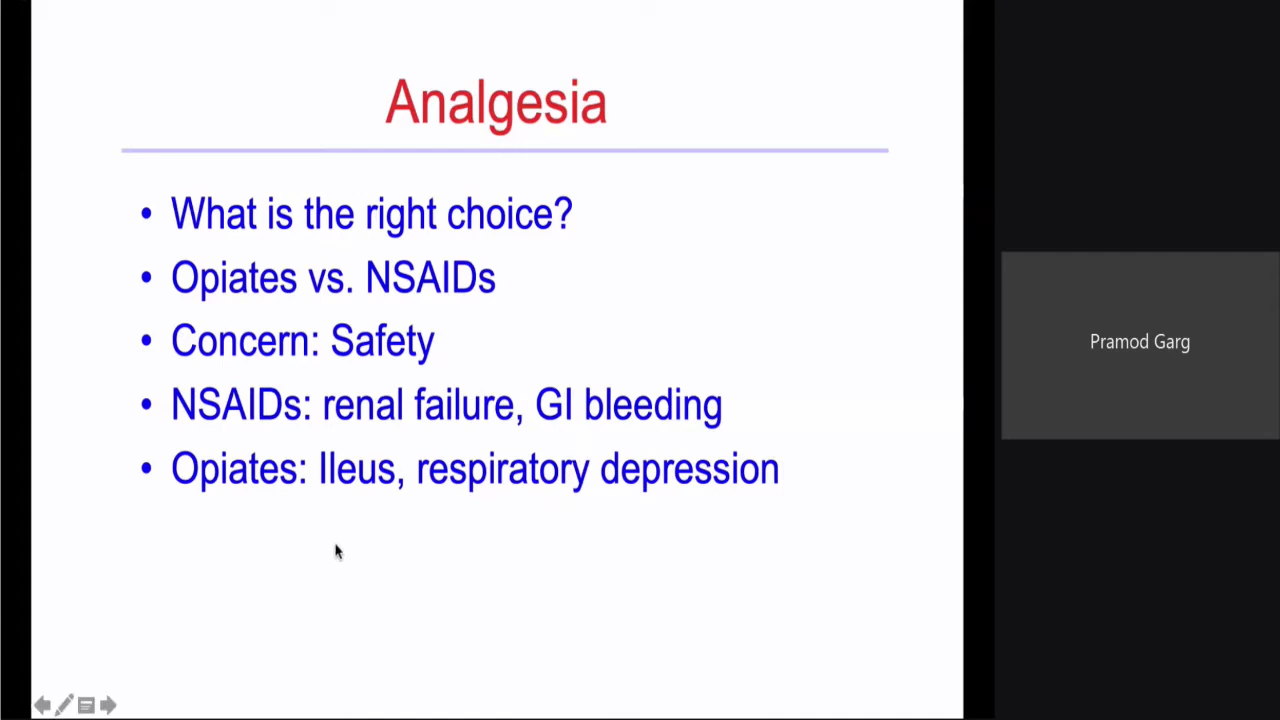 Analgesia
• What is the right choice?
• Opiates vs. NSAIDs
• Concern: Safety
• NSAIDs: renal failure, GI bleeding
• Opiates: Ileus, respiratory depression
Pramod Garg